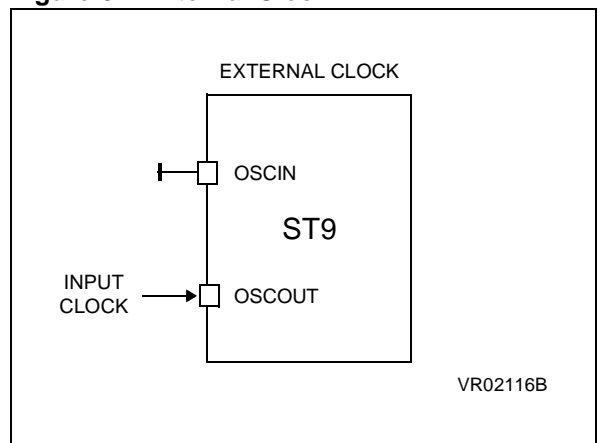 EXTERNAL CLOCK
OSCIN
ST9
INPUT
CLOCK
OSCOUT
VR02116B